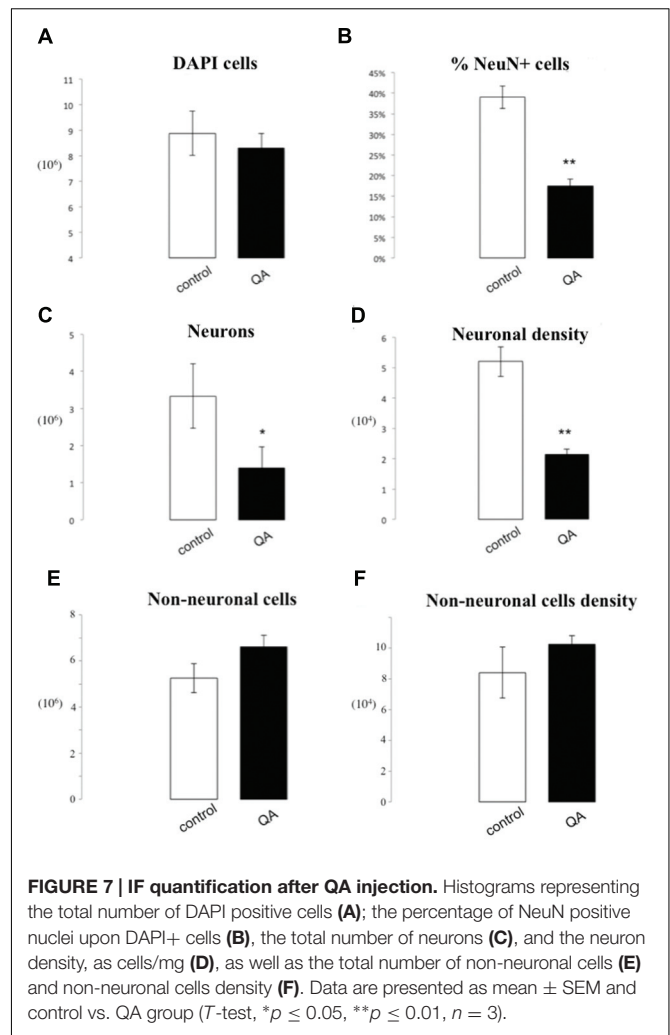 A
DAPI cells
11
10
9
(10⁶)
8
7
6
5
4
control
QA
B
% NeuN+ cells
45%
40%
35%
30%
25%
20%
15%
10%
5%
0%
**
control
QA
C
Neurons
5
4
3
(10⁶)
2
1
0
*
control
QA
D
Neuronal density
6
5
4
(10⁴)
3
2
1
0
**
control
QA
E
Non-neuronal cells
8
6
(10⁶)
4
2
0
control
QA
F
Non-neuronal cells density
10
8
(10⁴)
6
4
2
0
control
QA
FIGURE 7 | IF quantification after QA injection. Histograms representing
the total number of DAPI positive cells (A); the percentage of NeuN positive
nuclei upon DAPI+ cells (B), the total number of neurons (C), and the neuron
density, as cells/mg (D), as well as the total number of non-neuronal cells (E)
and non-neuronal cells density (F). Data are presented as mean ± SEM and
control vs. QA group (T-test, *p ≤ 0.05, **p ≤ 0.01, n = 3).